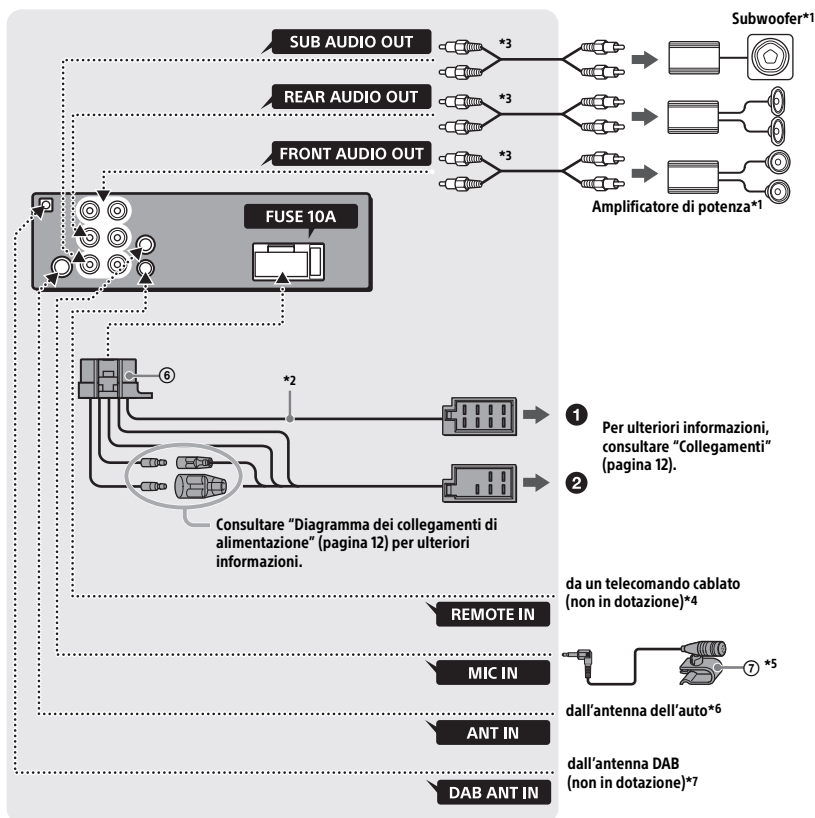 Subwoofer*1
SUB AUDIO OUT
*3
REAR AUDIO OUT
*3
FRONT AUDIO OUT
*3
Amplificatore di potenza*1
FUSE 10A
⑥
*2
❶
Per ulteriori informazioni,
consultare “Collegamenti”
(pagina 12).
❷
Consultare “Diagramma dei collegamenti di
alimentazione” (pagina 12) per ulteriori
informazioni.
da un telecomando cablato
(non in dotazione)*4
REMOTE IN
⑦ *5
MIC IN
dall’antenna dell’auto*6
ANT IN
dall’antenna DAB
(non in dotazione)*7
DAB ANT IN